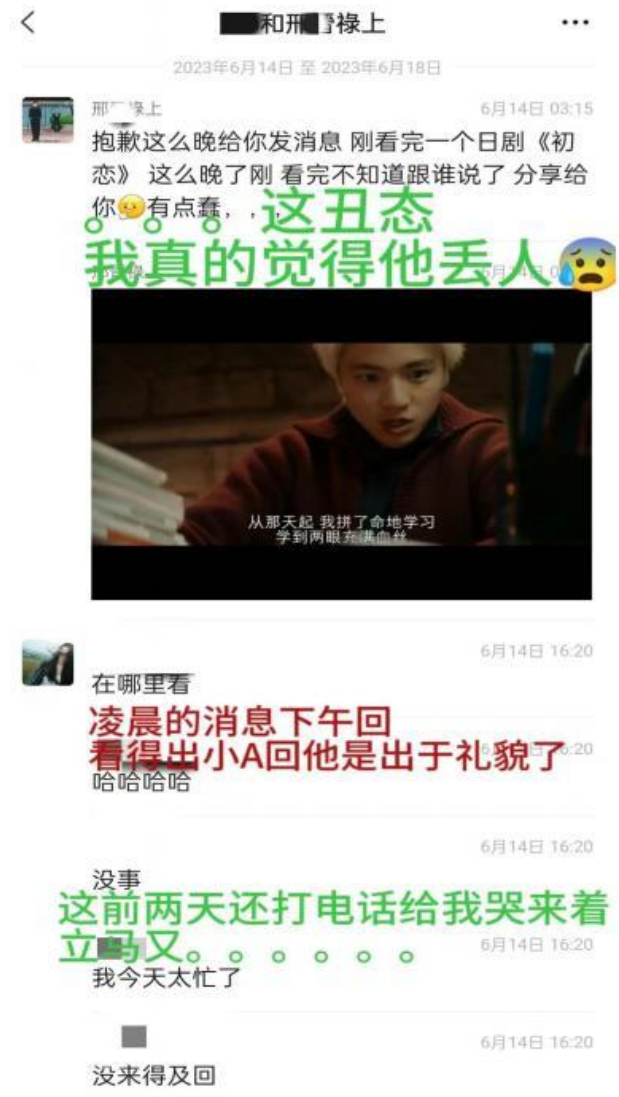 和邢 祿上
2023年6月14日 至 2023年6月18日
6月14日 03:15
抱歉这么晚给你发消息 刚看完一个日剧《初
恋》 这么晚了刚 看完不知道跟谁说了 分享给
你🥺有点蠢，，，
。。。这丑态
我真的觉得他丢人😰
从那天起 我拼了命地学习
学到两眼充满血丝
6月14日 16:20
在哪里看
凌晨的消息下午回
看得出小A回他是出于礼貌了
哈哈哈哈
6月14日 16:20
没事
这前两天还打电话给我哭来着
立马又。。。。。。
6月14日 16:20
我今天太忙了
6月14日 16:20
没来得及回